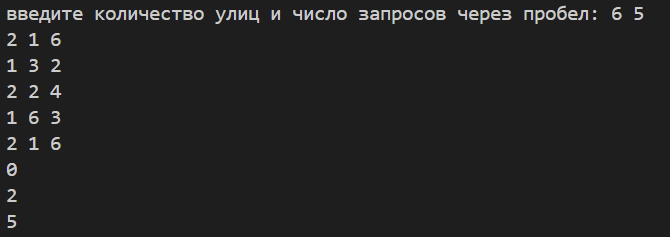 введите количество улиц и число запросов через пробел: 6 5
2 1 6
1 3 2
2 2 4
1 6 3
2 1 6
0
2
5